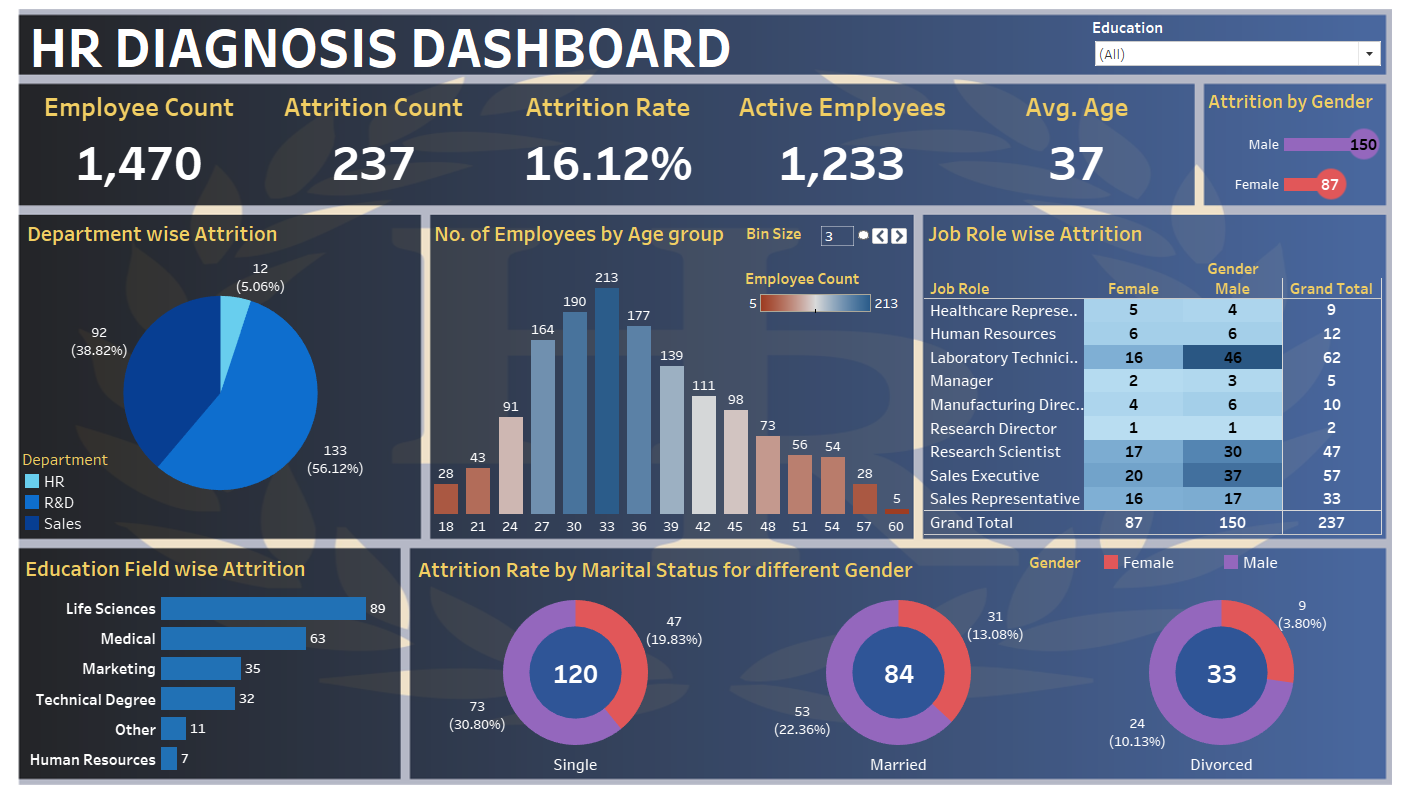 HR DIAGNOSIS DASHBOARD
Education
(All)
Employee Count
1,470
Attrition Count
237
Attrition Rate
16.12%
Active Employees
1,233
Avg. Age
37
Attrition by Gender
Male 150
Female 87
Department wise Attrition
12
(5.06%)
92
(38.82%)
133
(56.12%)
Department
HR
R&D
Sales
No. of Employees by Age group
Bin Size 3
Employee Count
5 213
28 43 91 164 190 213 177 139 111 98 73 56 54 28 5
18 21 24 27 30 33 36 39 42 45 48 51 54 57 60
Job Role wise Attrition
Gender
Job Role Female Male Grand Total
Healthcare Represe.. 5 4 9
Human Resources 6 6 12
Laboratory Technici.. 16 46 62
Manager 2 3 5
Manufacturing Direc.. 4 6 10
Research Director 1 1 2
Research Scientist 17 30 47
Sales Executive 20 37 57
Sales Representative 16 17 33
Grand Total 87 150 237
Education Field wise Attrition
Life Sciences 89
Medical 63
Marketing 35
Technical Degree 32
Other 11
Human Resources 7
Attrition Rate by Marital Status for different Gender
Gender Female Male
47
(19.83%)
120
73
(30.80%)
Single
31
(13.08%)
84
53
(22.36%)
Married
9
(3.80%)
33
24
(10.13%)
Divorced
HR